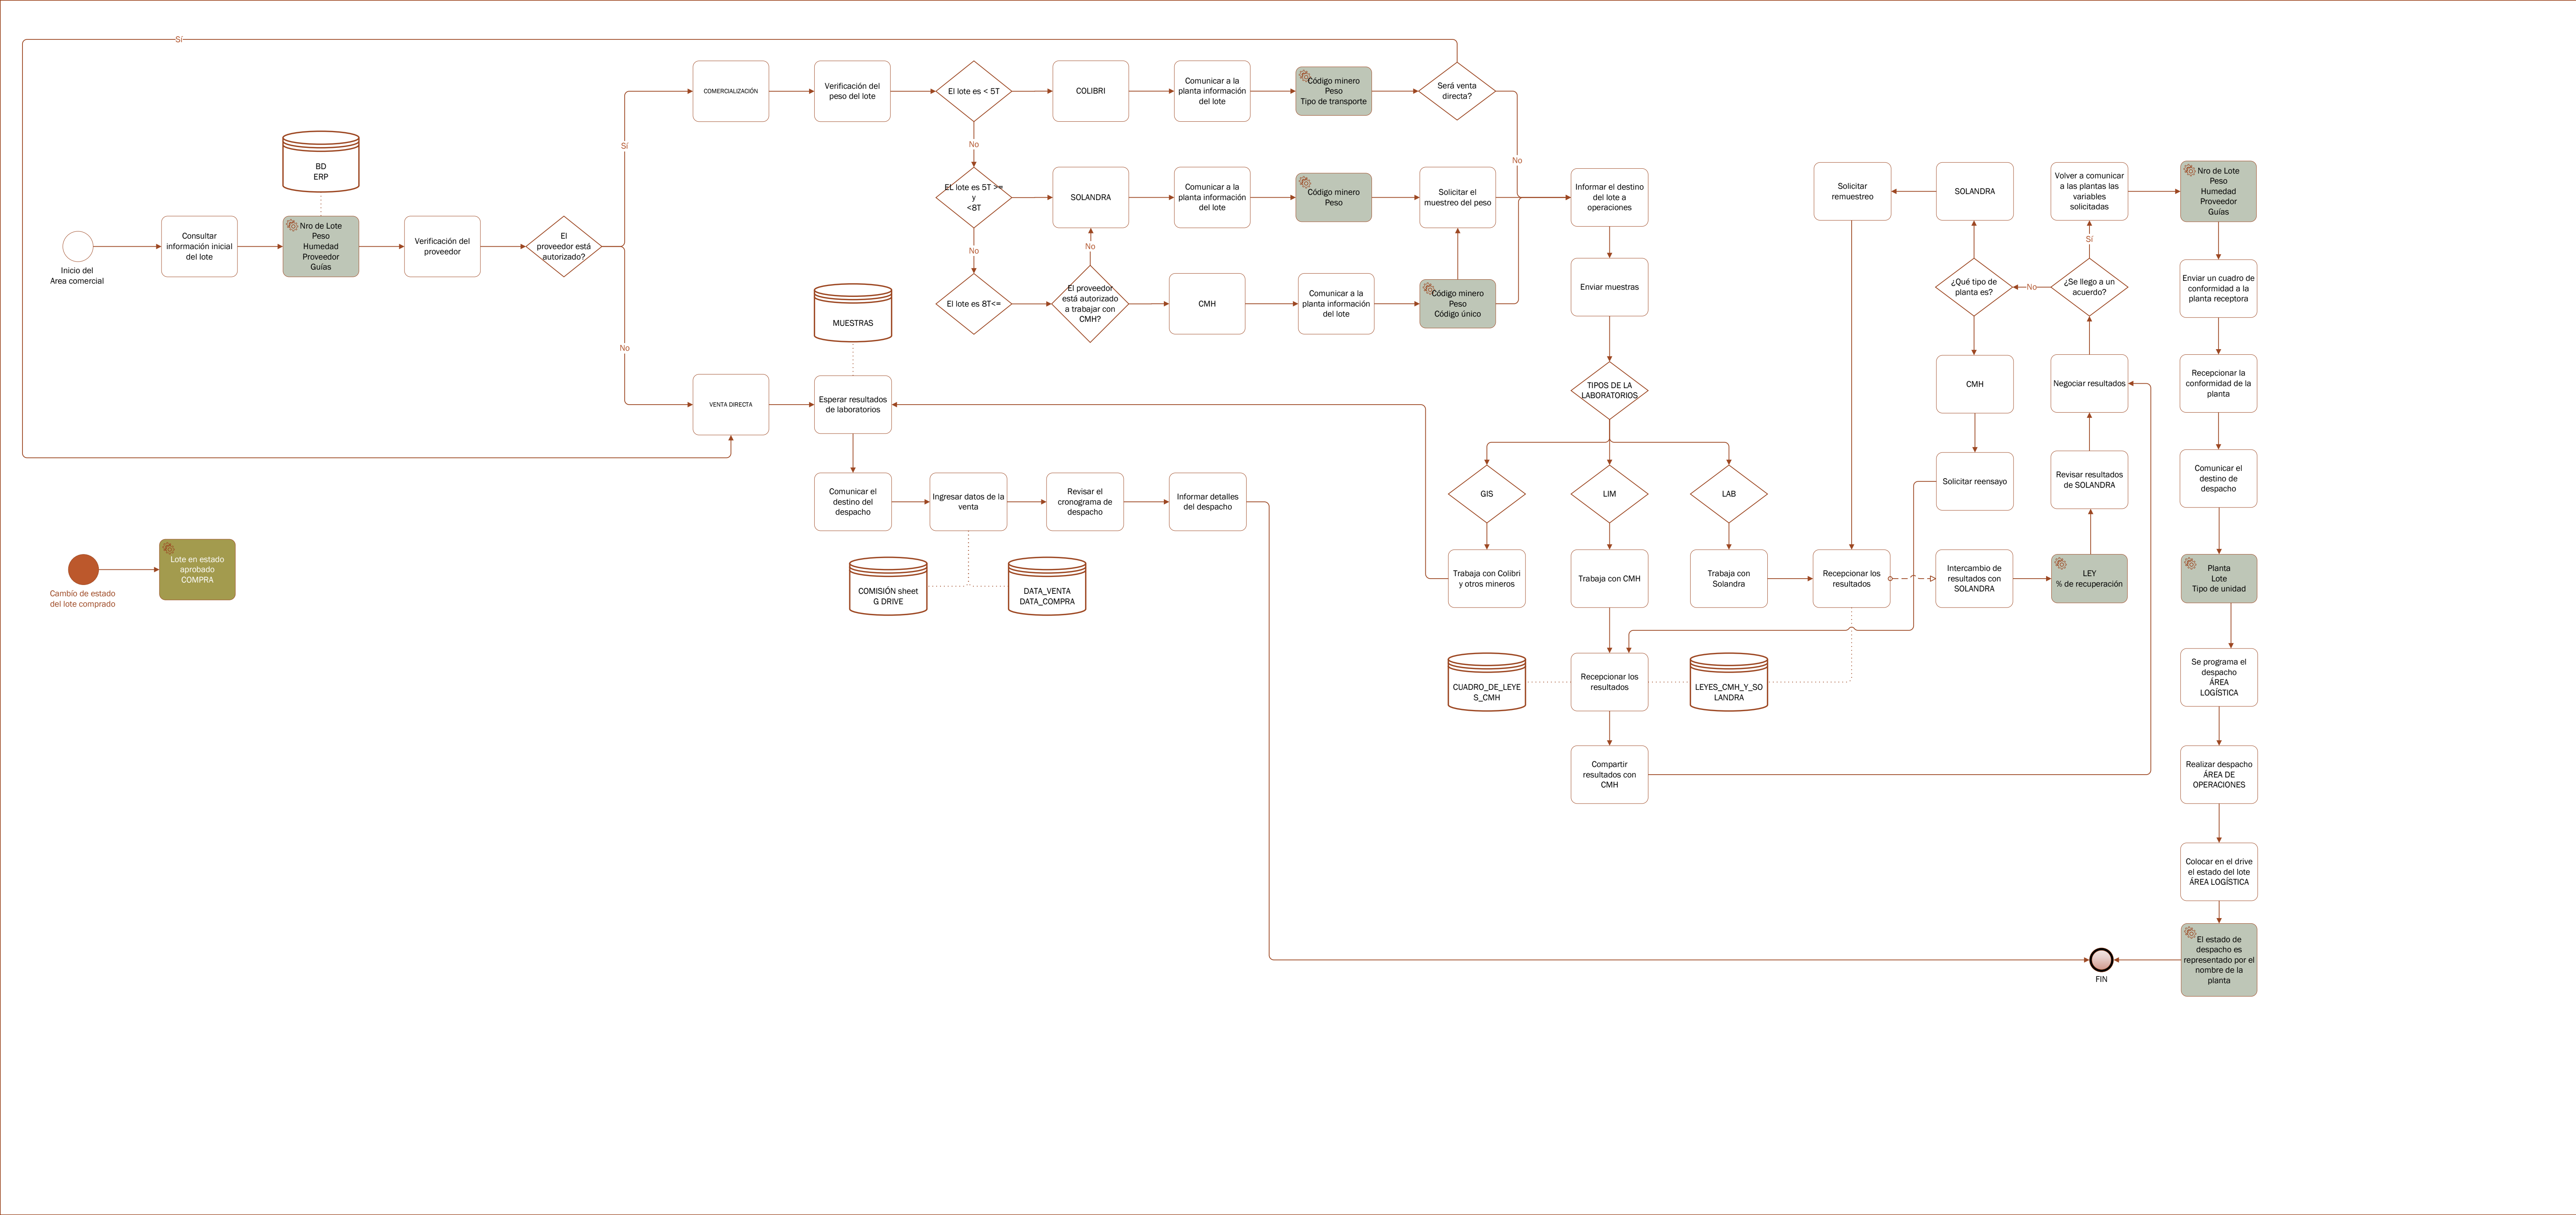 Sí
COMERCIALIZACIÓN
Verificación del
peso del lote
El lote es < 5T
COLIBRI
Comunicar a la
planta información
del lote
Código minero
Peso
Tipo de transporte
Será venta
directa?
No
Sí
No
BD
ERP
EL lote es 5T >=
y
<8T
SOLANDRA
Comunicar a la
planta información
del lote
Código minero
Peso
Solicitar el
muestreo del peso
Informar el destino
del lote a
operaciones
Solicitar
remuestreo
SOLANDRA
Volver a comunicar
a las plantas las
variables
solicitadas
Nro de Lote
Peso
Humedad
Proveedor
Guías
Inicio del
Area comercial
Consultar
información inicial
del lote
Nro de Lote
Peso
Humedad
Proveedor
Guías
Verificación del
proveedor
El
proveedor está
autorizado?
No
No
Sí
El lote es 8T<=
El proveedor
está autorizado
a trabajar con
CMH?
CMH
Comunicar a la
planta información
del lote
Código minero
Peso
Código único
Enviar muestras
¿Qué tipo de
planta es?
No
¿Se llego a un
acuerdo?
Enviar un cuadro de
conformidad a la
planta receptora
MUESTRAS
No
TIPOS DE LA
LABORATORIOS
CMH
Negociar resultados
Recepcionar la
conformidad de la
planta
VENTA DIRECTA
Esperar resultados
de laboratorios
Comunicar el
destino del
despacho
Ingresar datos de la
venta
Revisar el
cronograma de
despacho
Informar detalles
del despacho
GIS
LIM
LAB
Solicitar reensayo
Revisar resultados
de SOLANDRA
Comunicar el
destino de
despacho
Cambío de estado
del lote comprado
Lote en estado
aprobado
COMPRA
COMISIÓN sheet
G DRIVE
DATA_VENTA
DATA_COMPRA
Trabaja con Colibri
y otros mineros
Trabaja con CMH
Trabaja con
Solandra
Recepcionar los
resultados
Intercambio de
resultados con
SOLANDRA
LEY
% de recuperación
Planta
Lote
Tipo de unidad
CUADRO_DE_LEYE
S_CMH
Recepcionar los
resultados
LEYES_CMH_Y_SO
LANDRA
Se programa el
despacho
ÁREA
LOGÍSTICA
Compartir
resultados con
CMH
Realizar despacho
ÁREA DE
OPERACIONES
Colocar en el drive
el estado del lote
ÁREA LOGÍSTICA
FIN
El estado de
despacho es
representado por el
nombre de la
planta